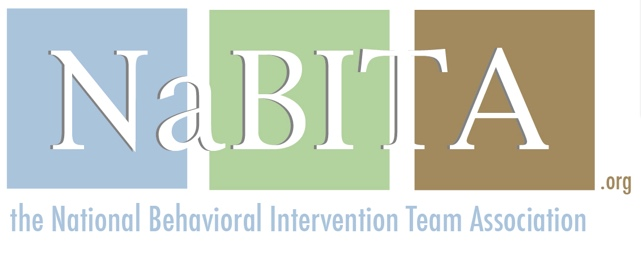 NaBITA
.org
the National Behavioral Intervention Team Association